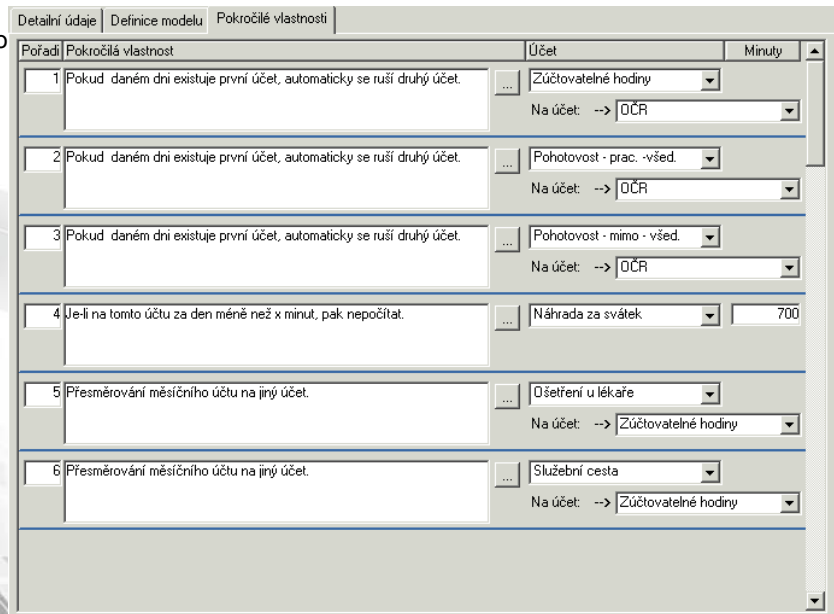 Detailní údaje Definice modelu Pokročilé vlastnosti
Pořadí Pokročilá vlastnost Účet Minuty
1 Pokud daném dni existuje první účet, automaticky se ruší druhý účet. ... Zúčtovatelné hodiny
Na účet: --> OČR
2 Pokud daném dni existuje první účet, automaticky se ruší druhý účet. ... Pohotovost - prac. -všed.
Na účet: --> OČR
3 Pokud daném dni existuje první účet, automaticky se ruší druhý účet. ... Pohotovost - mimo - všed.
Na účet: --> OČR
4 Je-li na tomto účtu za den méně než x minut, pak nepočítat. ... Náhrada za svátek 700
5 Přesměrování měsíčního účtu na jiný účet. ... Ošetření u lékaře
Na účet: --> Zúčtovatelné hodiny
6 Přesměrování měsíčního účtu na jiný účet. ... Služební cesta
Na účet: --> Zúčtovatelné hodiny